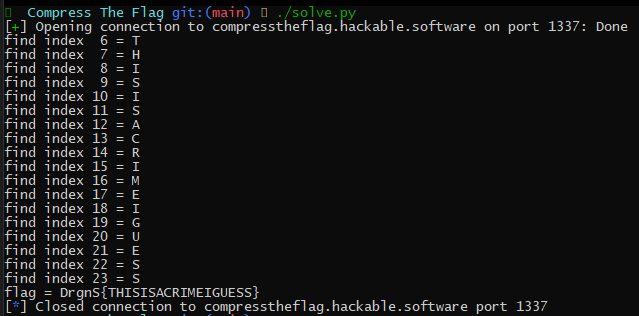 Compress The Flag git:(main) ./solve.py
[+] Opening connection to compresstheflag.hackable.software on port 1337: Done
find index  6 = T
find index  7 = H
find index  8 = I
find index  9 = S
find index 10 = I
find index 11 = S
find index 12 = A
find index 13 = C
find index 14 = R
find index 15 = I
find index 16 = M
find index 17 = E
find index 18 = I
find index 19 = G
find index 20 = U
find index 21 = E
find index 22 = S
find index 23 = S
flag = DrgnS{THISISACRIMEIGUESS}
[*] Closed connection to compresstheflag.hackable.software port 1337